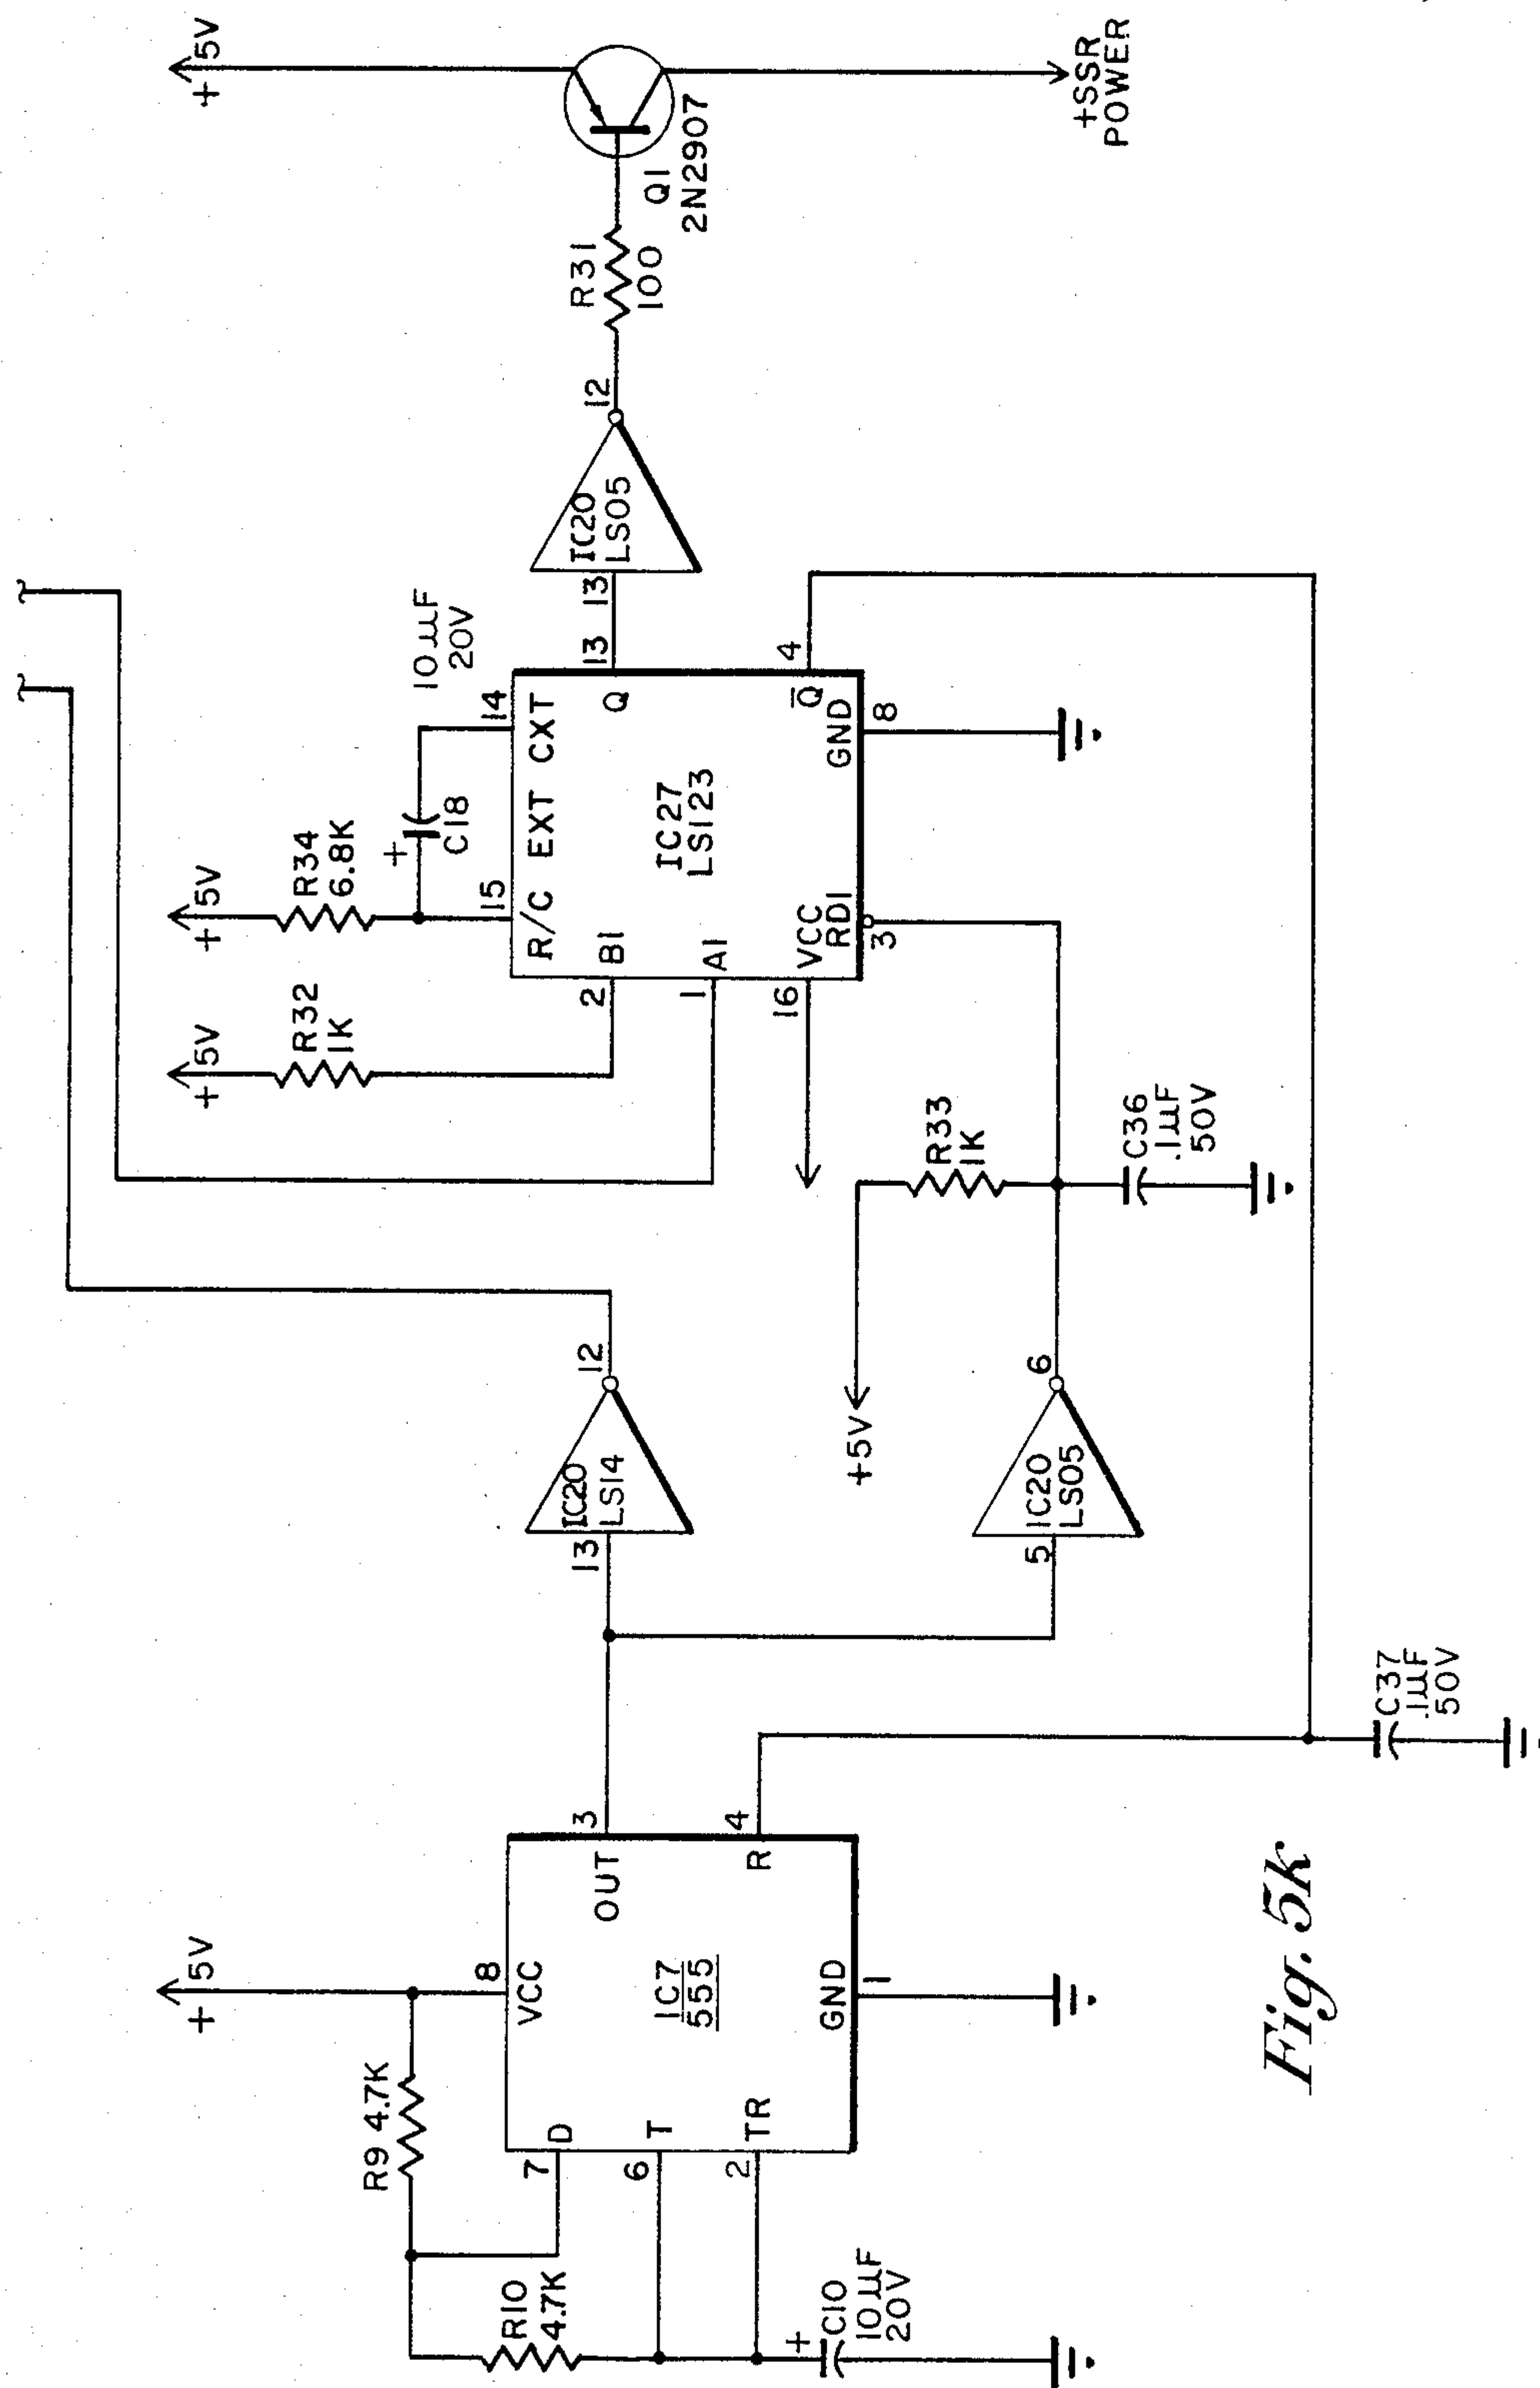 +5V
R9 4.7K
R10
4.7K
8
VCC
7
D
6
T
2
TR
IC7
555
OUT
3
R
4
GND
1
+
C10
10µF
20V
13
IC20
LS14
12
5
IC20
LS05
6
+5V
R33
1K
C36
.1µF
50V
C37
.1µF
50V
+5V
R32
1K
+5V
R34
6.8K
+
C18
10µF
20V
15
14
R/C EXT CXT
2
B1
1
A1
16
VCC
RD1
3
IC27
LS123
13
Q
4
Q̅
GND
8
13
IC20
LS05
12
R31
100
Q1
2N2907
+5V
+SSR
POWER
Fig. 5k